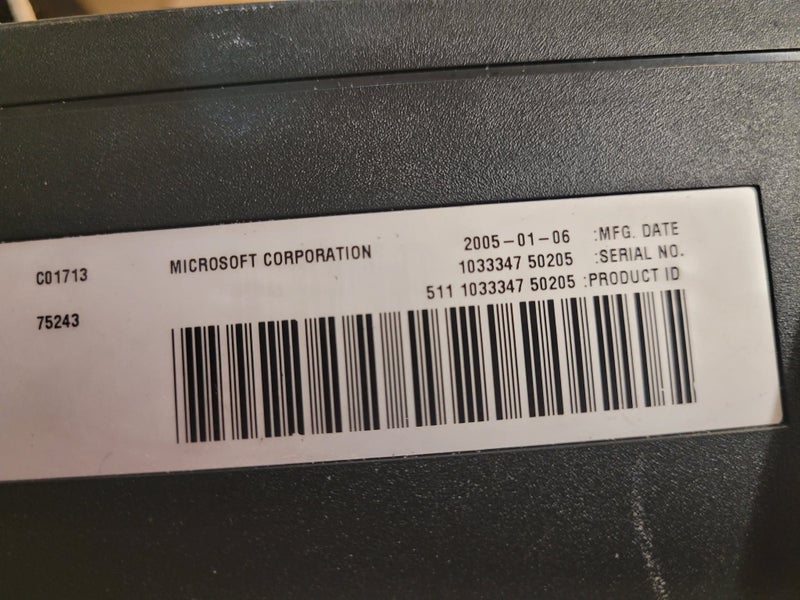 C01713
75243
MICROSOFT CORPORATION
2005-01-06 :MFG. DATE
1033347 50205 :SERIAL NO.
511 1033347 50205 :PRODUCT ID